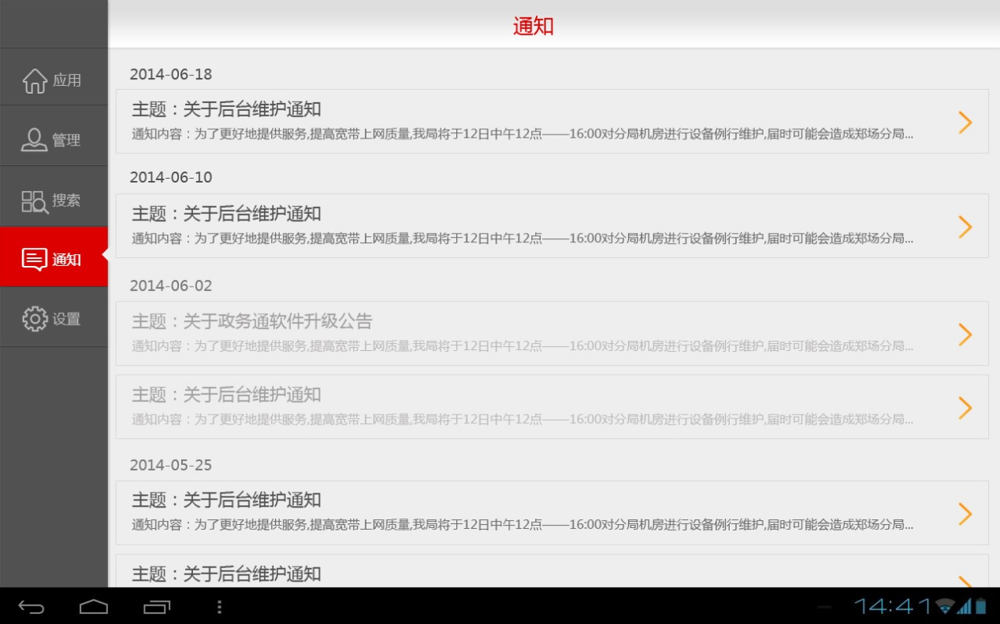 通知
应用
管理
搜索
通知
设置
2014-06-18
主题：关于后台维护通知
通知内容：为了更好地提供服务,提高宽带上网质量,我局将于12日中午12点——16:00对分局机房进行设备例行维护,届时可能会造成郑场分局...
2014-06-10
主题：关于后台维护通知
通知内容：为了更好地提供服务,提高宽带上网质量,我局将于12日中午12点——16:00对分局机房进行设备例行维护,届时可能会造成郑场分局...
2014-06-02
主题：关于政务通软件升级公告
通知内容：为了更好地提供服务,提高宽带上网质量,我局将于12日中午12点——16:00对分局机房进行设备例行维护,届时可能会造成郑场分局...
主题：关于后台维护通知
通知内容：为了更好地提供服务,提高宽带上网质量,我局将于12日中午12点——16:00对分局机房进行设备例行维护,届时可能会造成郑场分局...
2014-05-25
主题：关于后台维护通知
通知内容：为了更好地提供服务,提高宽带上网质量,我局将于12日中午12点——16:00对分局机房进行设备例行维护,届时可能会造成郑场分局...
主题：关于后台维护通知
14:41